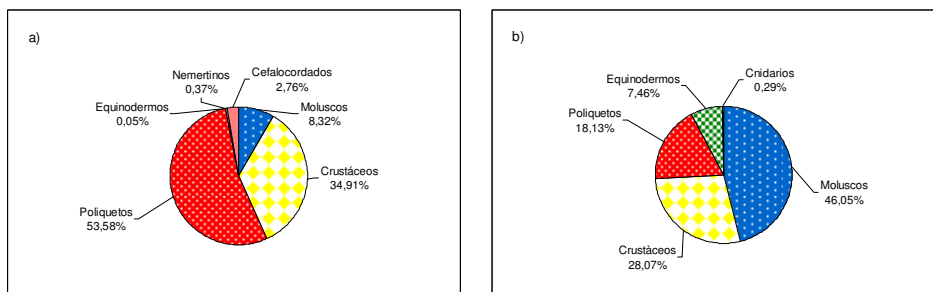 a)
Nemertinos
0,37%
Cefalocordados
2,76%
Equinodermos
0,05%
Moluscos
8,32%
Crustáceos
34,91%
Poliquetos
53,58%
b)
Equinodermos
7,46%
Cnidarios
0,29%
Poliquetos
18,13%
Moluscos
46,05%
Crustàceos
28,07%